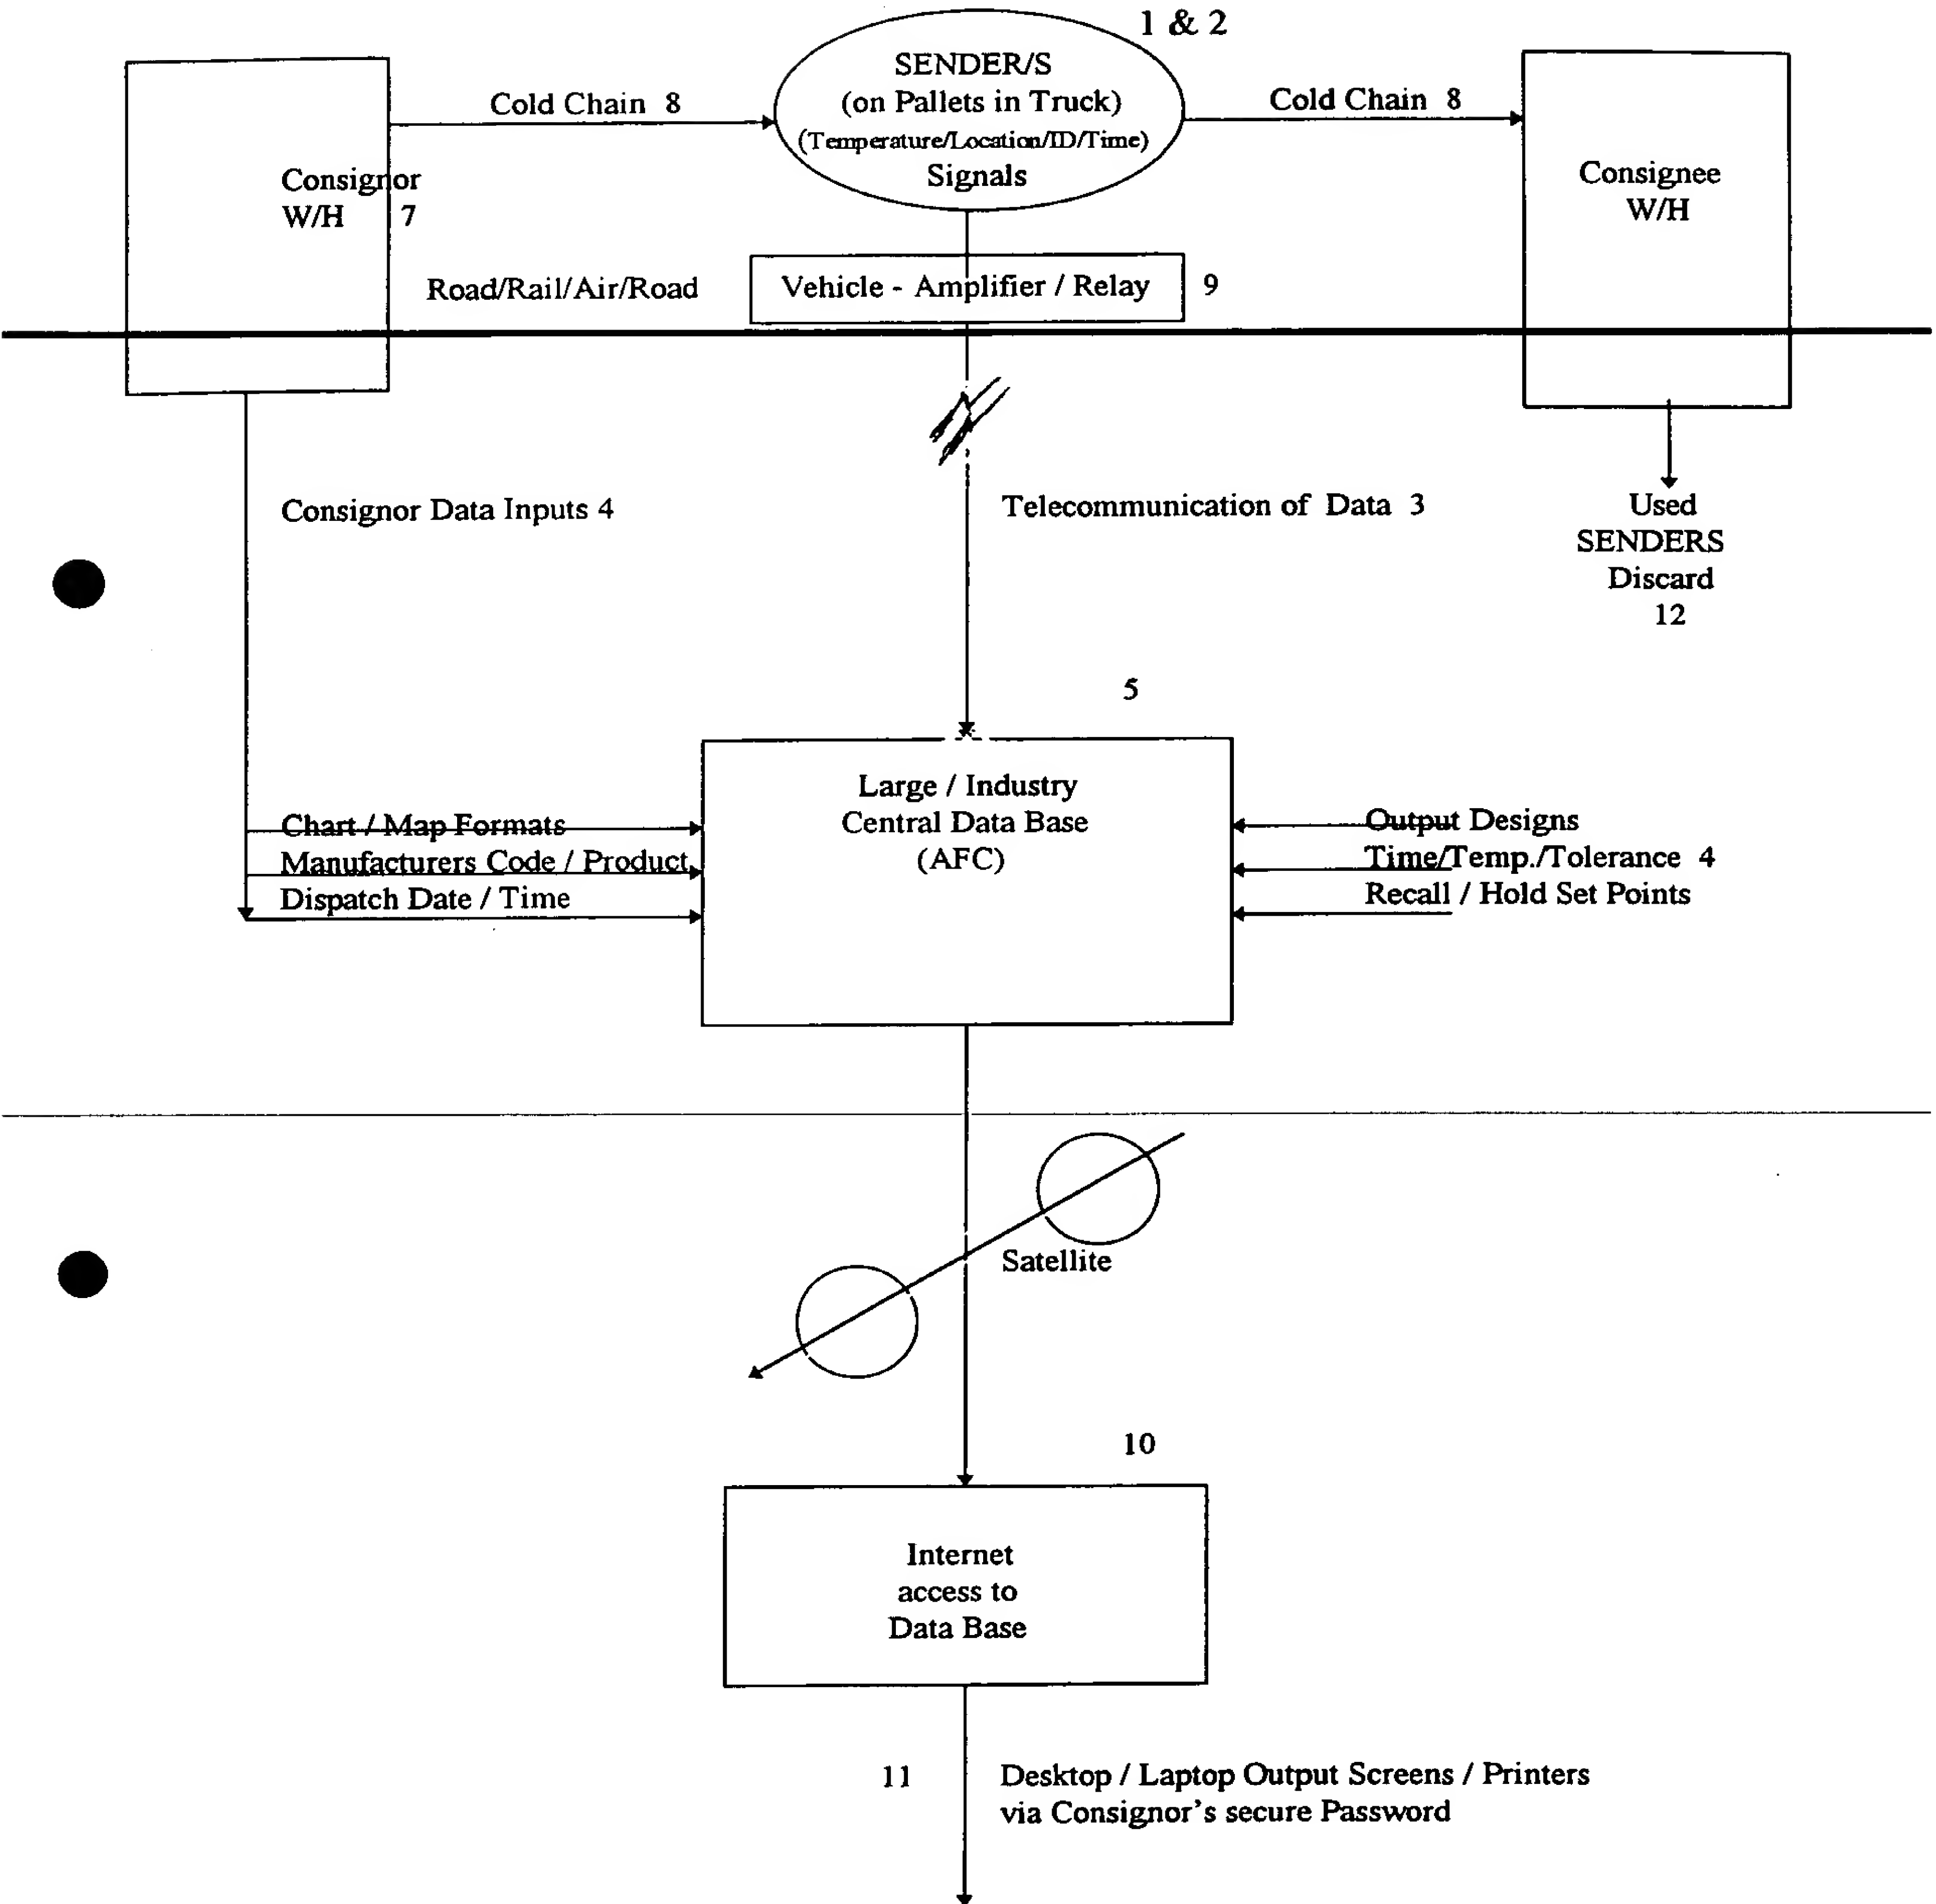 1 & 2
SENDER/S
(on Pallets in Truck)
(Temperature/Location/ID/Time)
Signals
Cold Chain 8
Cold Chain 8
Consignor
W/H 7
Consignee
W/H
Road/Rail/Air/Road
Vehicle - Amplifier / Relay 9
Consignor Data Inputs 4
Telecommunication of Data 3
Used
SENDERS
Discard
12
5
Large / Industry
Central Data Base
(AFC)
Chart / Map Formats
Manufacturers Code / Product
Dispatch Date / Time
Output Designs
Time/Temp./Tolerance 4
Recall / Hold Set Points
Satellite
10
Internet
access to
Data Base
11
Desktop / Laptop Output Screens / Printers
via Consignor's secure Password